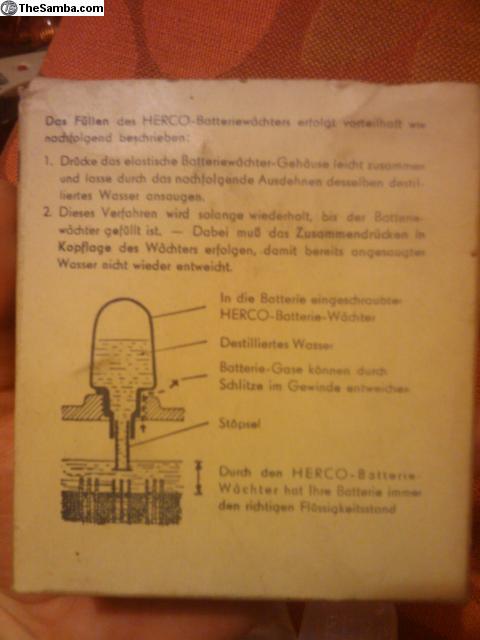 TheSamba.com
Das Füllen des HERCO-Batteriewächters erfolgt vorteilhaft wie
nachfolgend beschrieben:
1. Drücke das elastische Batteriewächter-Gehäuse leicht zusammen
und lasse durch das nachfolgende Ausdehnen desselben destil-
liertes Wasser ansaugen.
2. Dieses Verfahren wird solange wiederholt, bis der Batterie-
wächter gefüllt ist. — Dabei muß das Zusammendrücken in
Kopflage des Wächters erfolgen, damit bereits angesaugtes
Wasser nicht wieder entweicht.
In die Batterie eingeschraubter
HERCO-Batterie-Wächter
Destilliertes Wasser
Batterie-Gase können durch
Schlitze im Gewinde entweichen
Stöpsel
Durch den HERCO-Batterie-
Wächter hat Ihre Batterie immer
den richtigen Flüssigkeitsstand